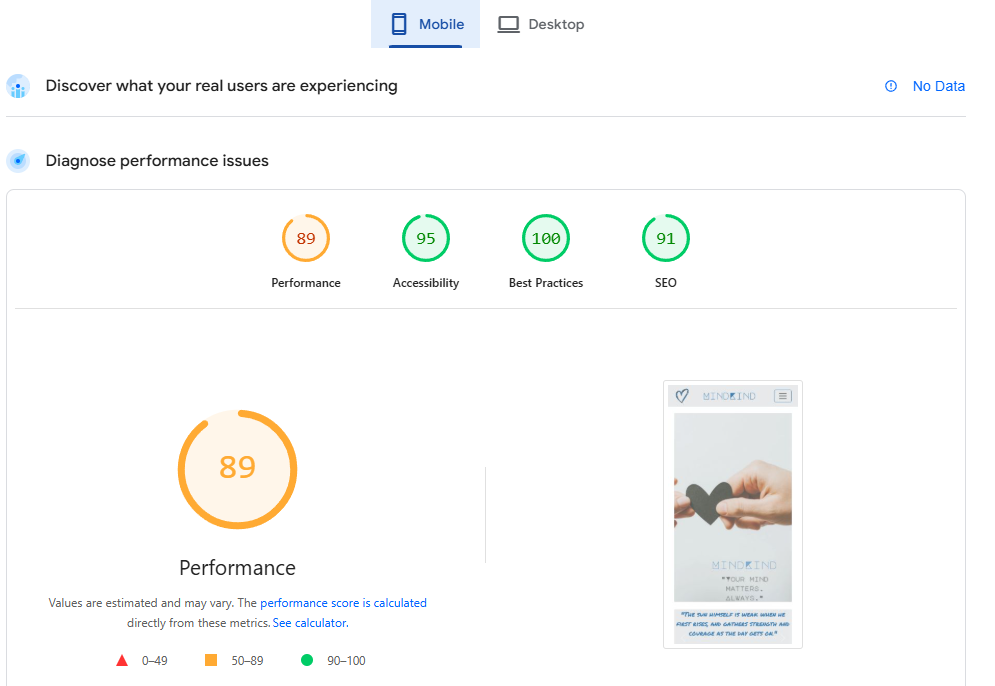 Mobile
Desktop
Discover what your real users are experiencing
No Data
Diagnose performance issues
89
95
100
91
Performance
Accessibility
Best Practices
SEO
89
Performance
Values are estimated and may vary. The performance score is calculated
directly from these metrics. See calculator.
0–49
50–89
90–100
MINDKIND
MINDKIND
"YOUR MIND
MATTERS.
ALWAYS."
"The sun himself is weak when he
first rises, and gathers strength and
courage as the day gets on."